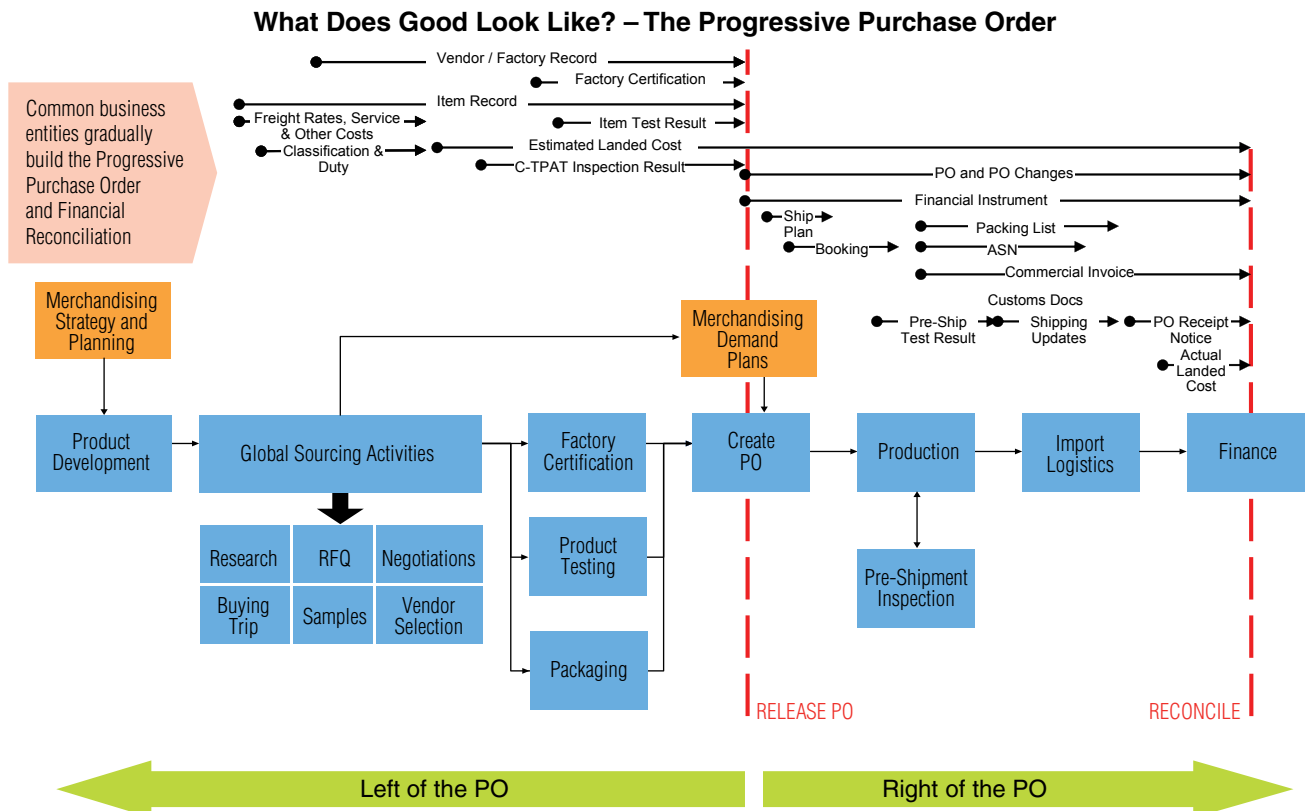 What Does Good Look Like? – The Progressive Purchase Order
Vendor / Factory Record
Factory Certification
Item Record
Freight Rates, Service
& Other Costs
Item Test Result
Classification &
Duty
Estimated Landed Cost
C-TPAT Inspection Result
PO and PO Changes
Financial Instrument
Ship
Plan
Packing List
Booking
ASN
Commercial Invoice
Customs Docs
Pre-Ship
Test Result
Shipping
Updates
PO Receipt
Notice
Actual
Landed
Cost
Common business
entities gradually
build the Progressive
Purchase Order
and Financial
Reconciliation
Merchandising
Strategy and
Planning
Merchandising
Demand
Plans
Product
Development
Global Sourcing Activities
Factory
Certification
Create
PO
Production
Import
Logistics
Finance
Research
RFQ
Negotiations
Buying
Trip
Samples
Vendor
Selection
Product
Testing
Packaging
Pre-Shipment
Inspection
RELEASE PO
RECONCILE
Left of the PO
Right of the PO